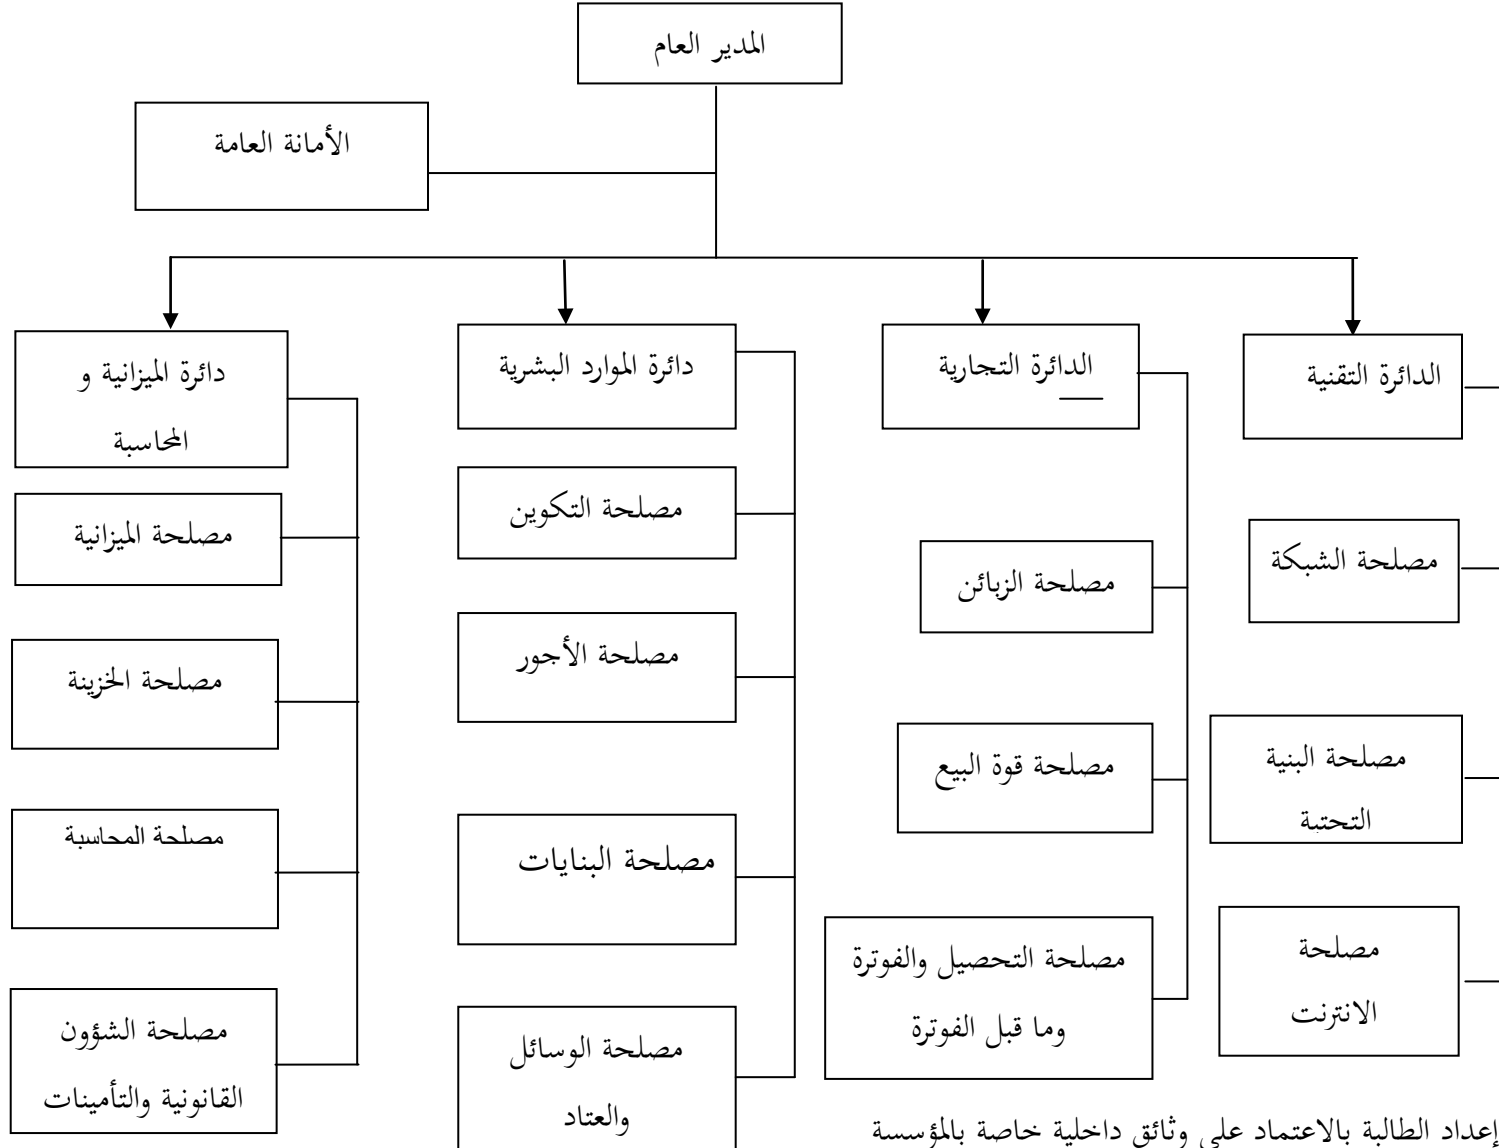 المدير العام
الأمانة العامة
الدائرة التقنية
مصلحة الشبكة
مصلحة البنية
التحتية
مصلحة
الانترنت
الدائرة التجارية
مصلحة الزبائن
مصلحة قوة البيع
مصلحة التحصيل والفوترة
وما قبل الفوترة
دائرة الموارد البشرية
مصلحة التكوين
مصلحة الأجور
مصلحة البنايات
مصلحة الوسائل
والعتاد
دائرة الميزانية و
المحاسبة
مصلحة الميزانية
مصلحة الخزينة
مصلحة المحاسبة
مصلحة الشؤون
القانونية والتأمينات
إعداد الطالبة بالاعتماد على وثائق داخلية خاصة بالمؤسسة